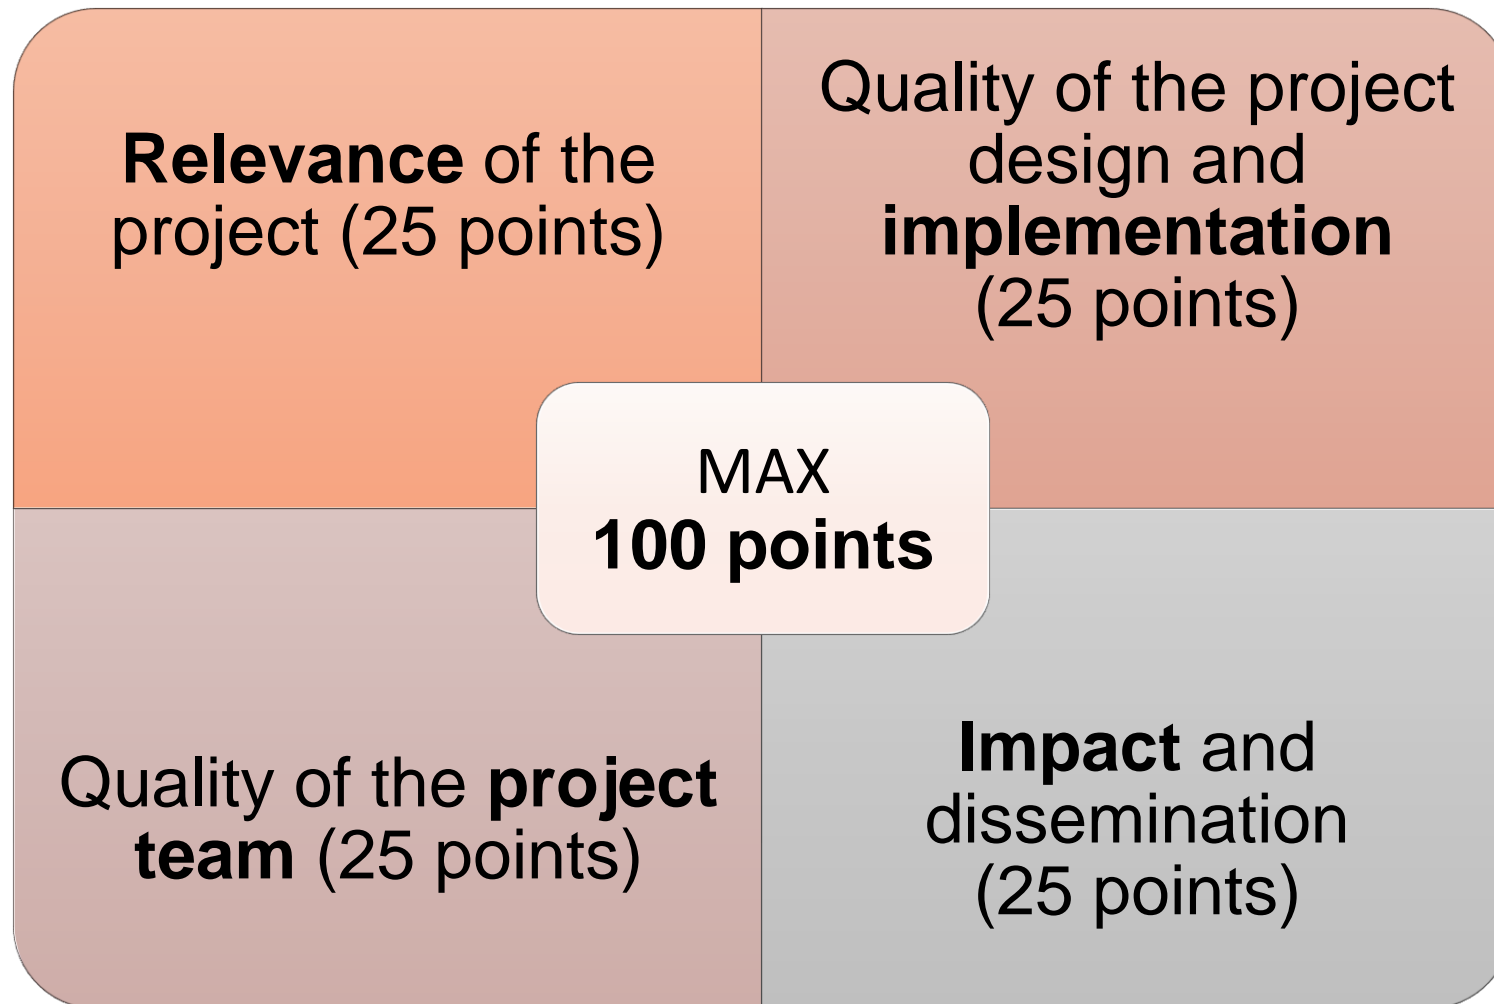 Relevance of the
project (25 points)
Quality of the project
design and
implementation
(25 points)
MAX
100 points
Quality of the project
team (25 points)
Impact and
dissemination
(25 points)